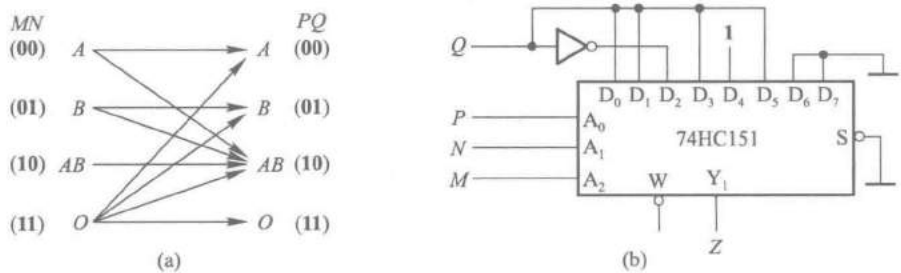 MN PQ
(00) A A (00)
(01) B B (01)
(10) AB AB (10)
(11) O O (11)
(a)
Q
1
D₀ D₁ D₂ D₃ D₄ D₅ D₆ D₇
P A₀
74HC151
N A₁
S
M A₂
W Y₁
Z
(b)